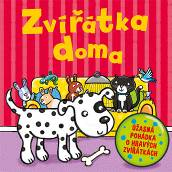 Zvířátka
doma
ÚŽASNÁ
POHÁDKA
O HRAVÝCH
ZVÍŘÁTKÁCH